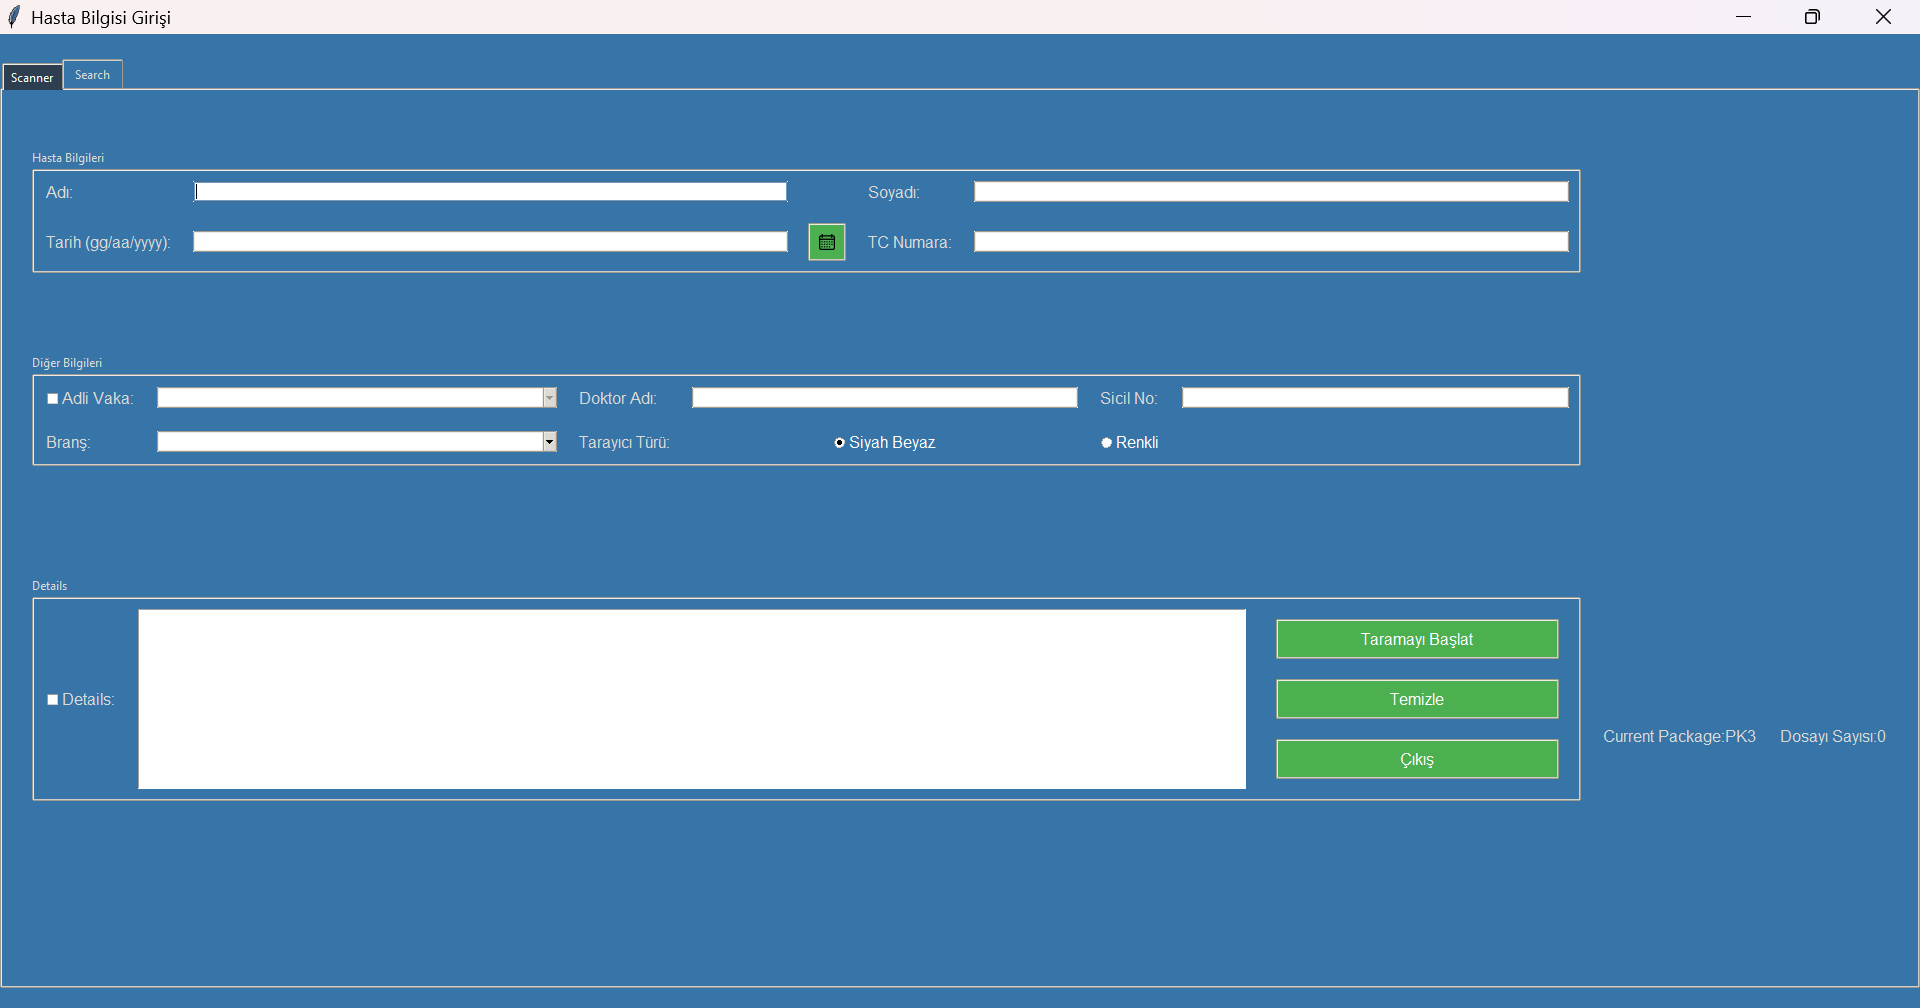 Hasta Bilgisi Girişi
Scanner Search
Hasta Bilgileri
Adı: Soyadı:
Tarih (gg/aa/yyyy): TC Numara:
Diğer Bilgileri
Adli Vaka: Doktor Adı: Sicil No:
Branş: Tarayıcı Türü: Siyah Beyaz Renkli
Details
Taramayı Başlat
Details: Temizle
Current Package:PK3 Dosayı Sayısı:0
Çıkış